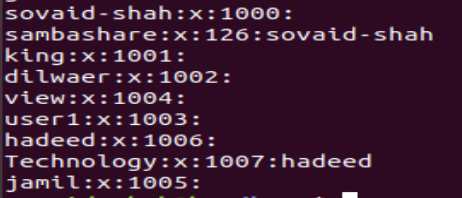 sovaid-shah:x:1000:
sambashare:x:126:sovaid-shah
king:x:1001:
dilwaer:x:1002:
view:x:1004:
user1:x:1003:
hadeed:x:1006:
Technology:x:1007:hadeed
jamil:x:1005: